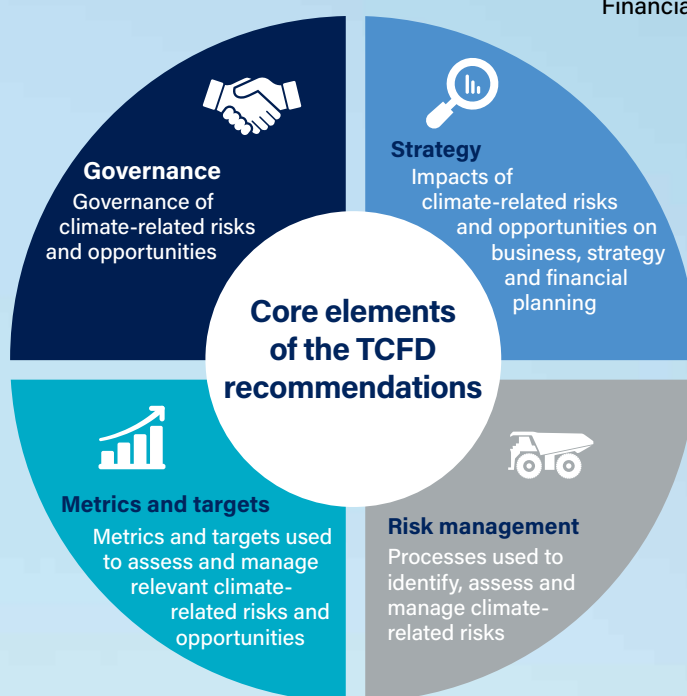 Financia
Governance
Governance of
climate-related risks
and opportunities
Strategy
Impacts of
climate-related risks
and opportunities on
business, strategy
and financial
planning
Core elements
of the TCFD
recommendations
Metrics and targets
Metrics and targets used
to assess and manage
relevant climate-
related risks and
opportunities
Risk management
Processes used to
identify, assess and
manage climate-
related risks